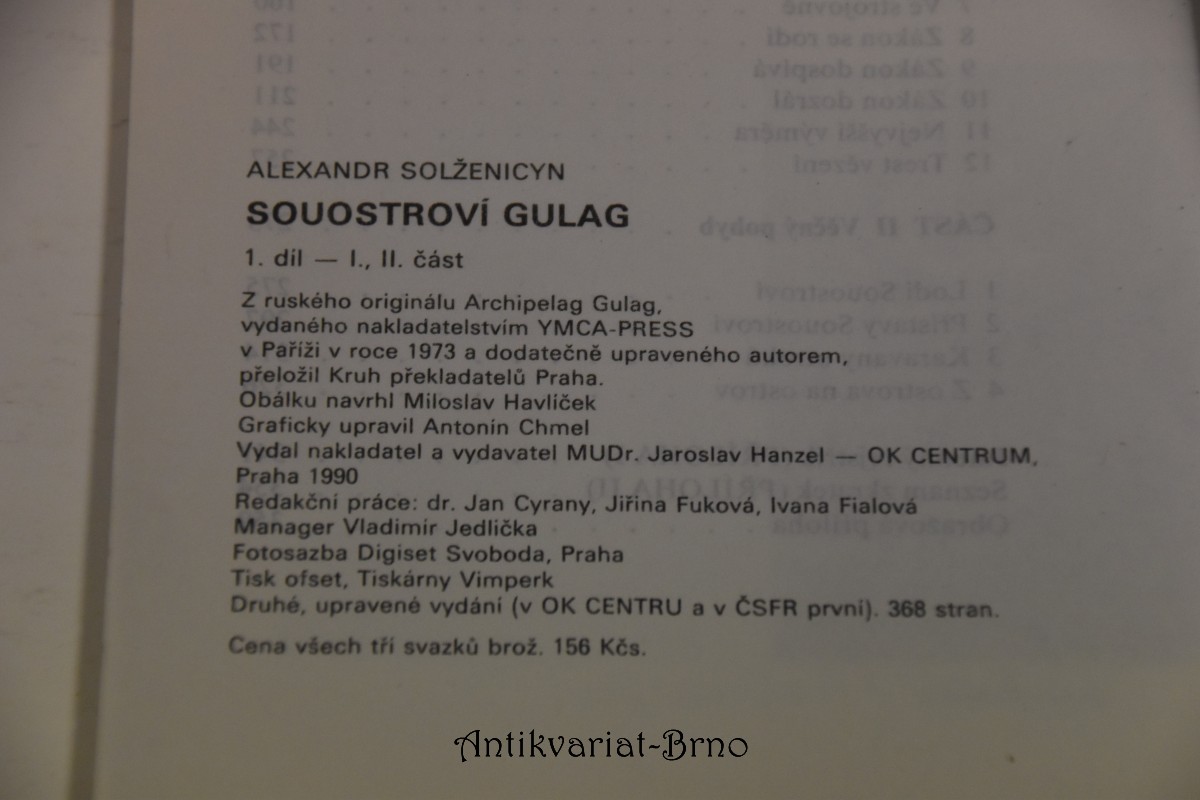 ALEXANDR SOLŽENICYN
SOUOSTROVÍ GULAG
1. díl — I., II. část
Z ruského originálu Archipelag Gulag,
vydaného nakladatelstvím YMCA-PRESS
v Paříži v roce 1973 a dodatečně upraveného autorem,
přeložil Kruh překladatelů Praha.
Obálku navrhl Miloslav Havlíček
Graficky upravil Antonín Chmel
Vydal nakladatel a vydavatel MUDr. Jaroslav Hanzel — OK CENTRUM,
Praha 1990
Redakční práce: dr. Jan Cyrany, Jiřina Fuková, Ivana Fialová
Manager Vladimír Jedlička
Fotosazba Digiset Svoboda, Praha
Tisk ofset, Tiskárny Vimperk
Druhé, upravené vydání (v OK CENTRU a v ČSFR první). 368 stran.
Cena všech tří svazků brož. 156 Kčs.
Antikvariat-Brno